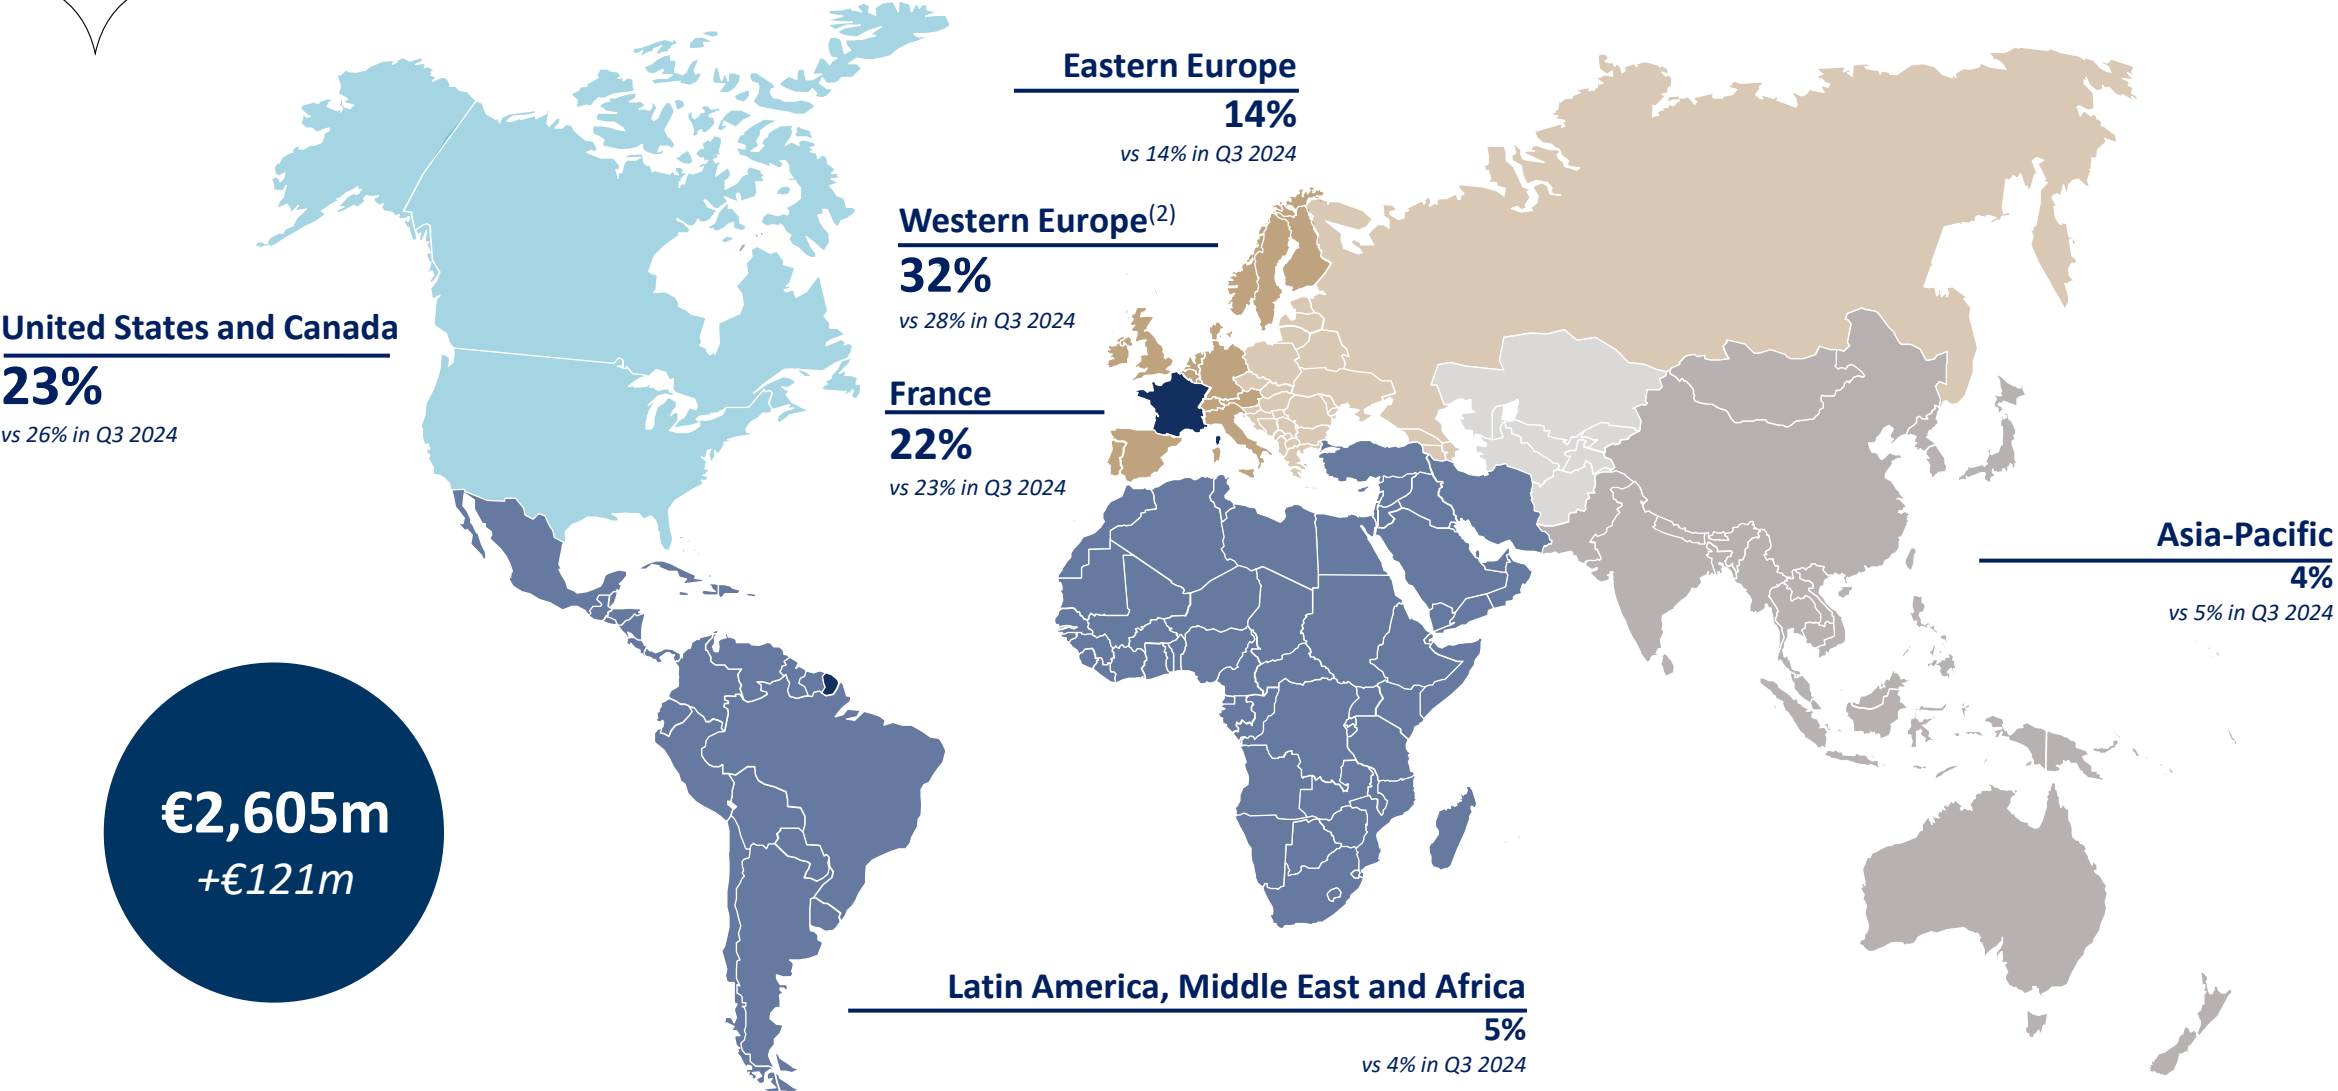 Eastern Europe
14%
vs 14% in Q3 2024
Western Europe(2)
32%
vs 28% in Q3 2024
United States and Canada
23%
vs 26% in Q3 2024
France
22%
vs 23% in Q3 2024
Asia-Pacific
4%
vs 5% in Q3 2024
€2,605m
+€121m
Latin America, Middle East and Africa
5%
vs 4% in Q3 2024